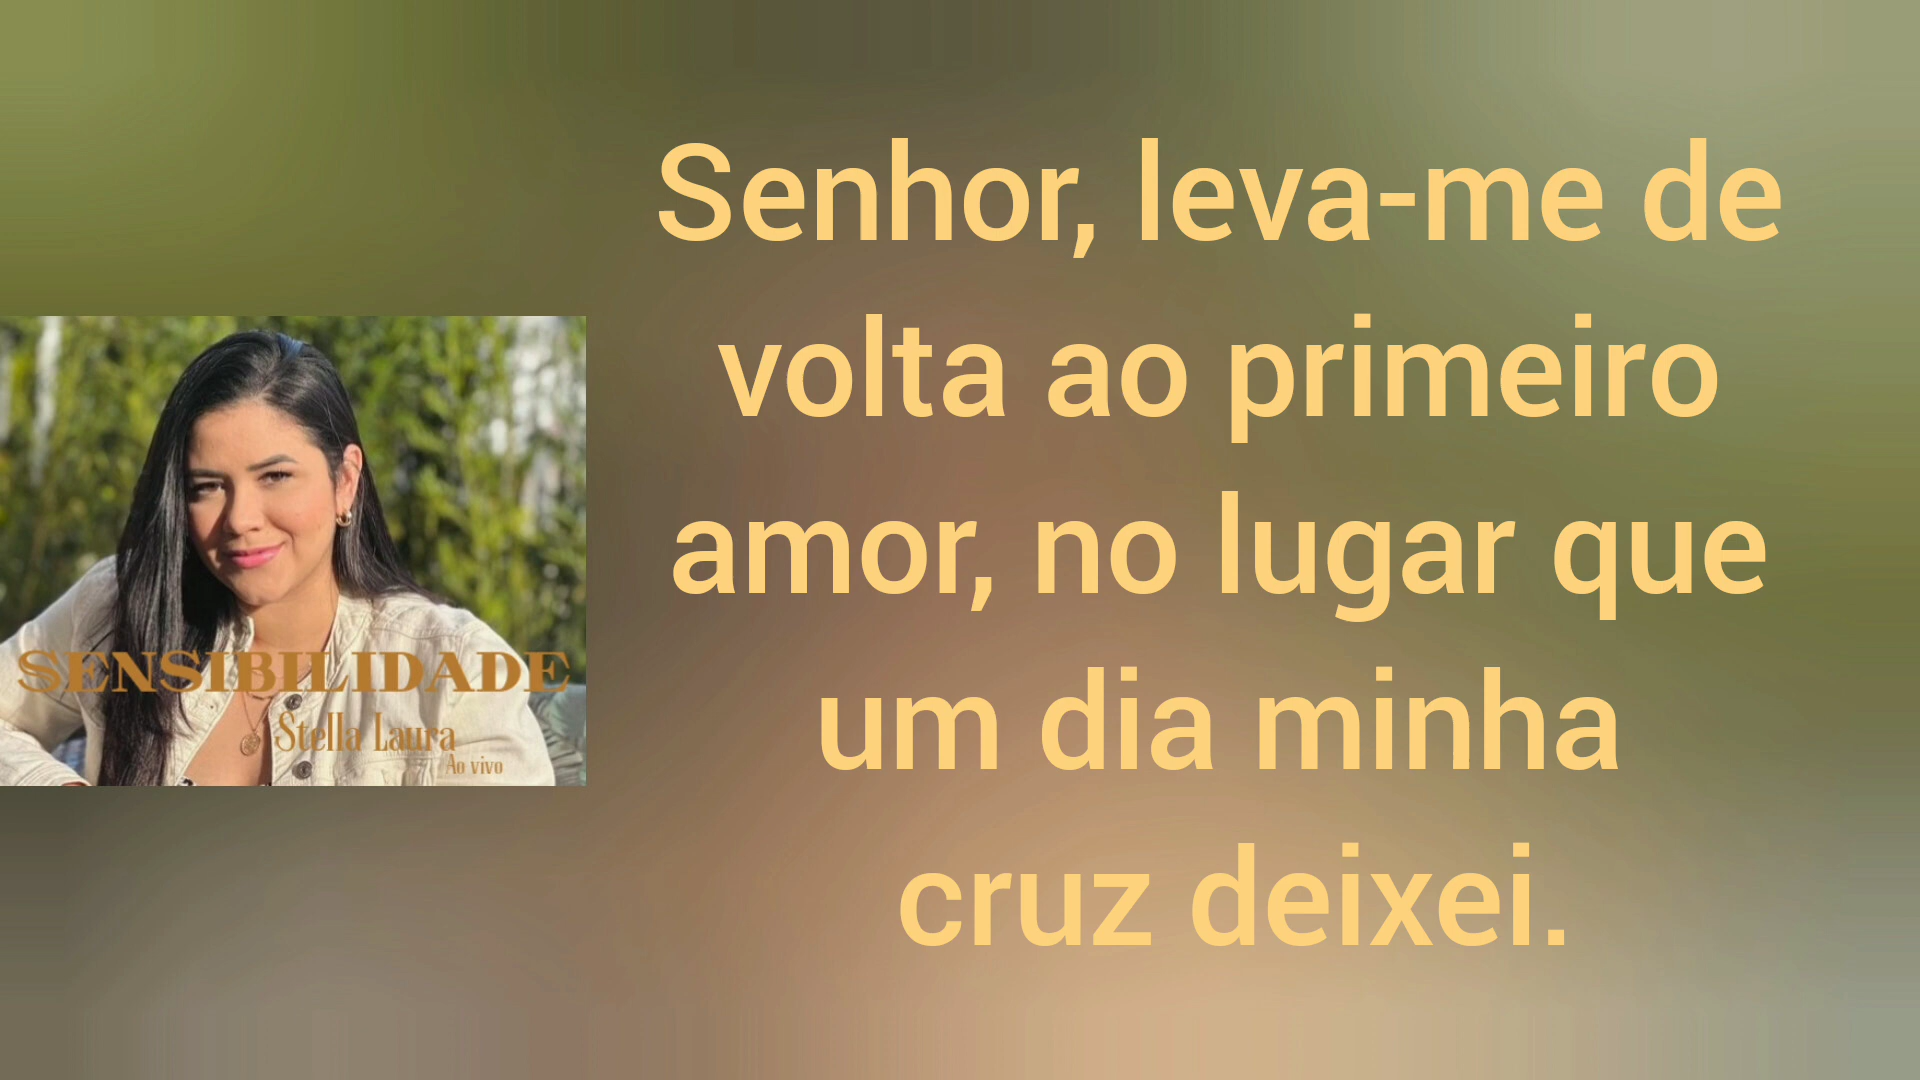 Senhor, leva-me de
volta ao primeiro
amor, no lugar que
um dia minha
cruz deixei.
SENSIBILIDADE
Stella Laura
Ao vivo